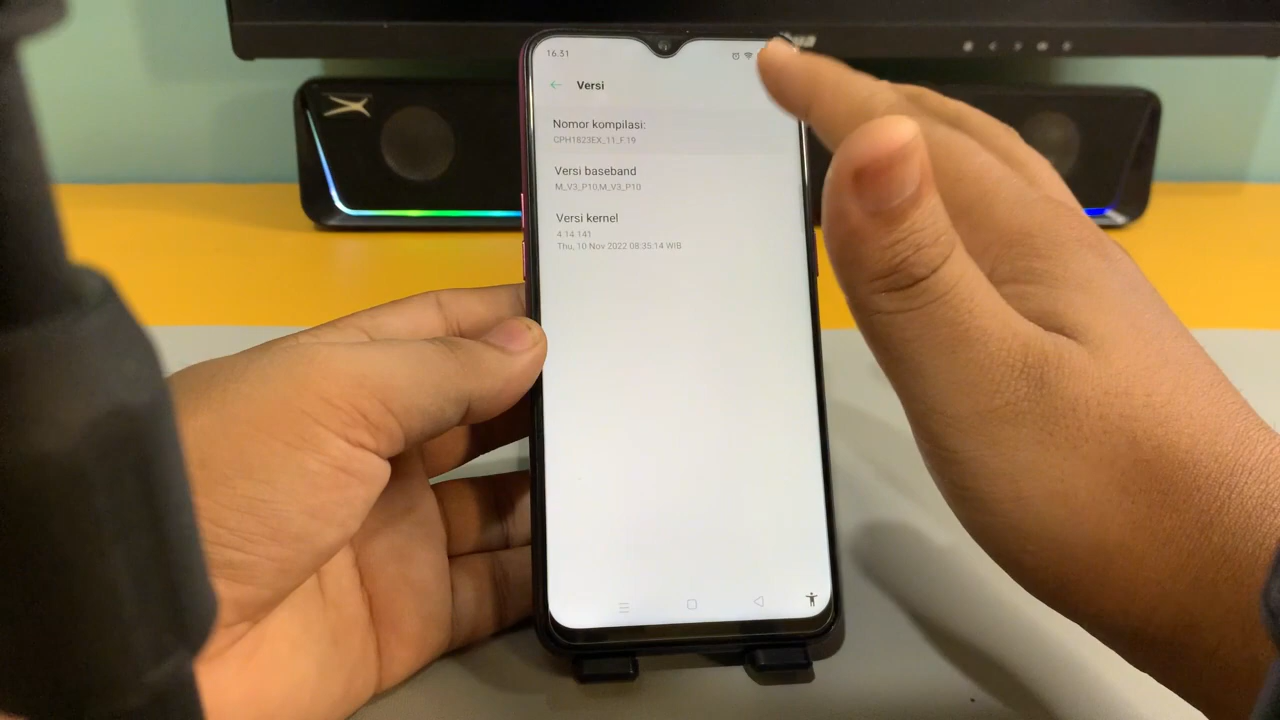 16.31
Versi
Nomor kompilasi:
CPH1823EX_11_F.19
Versi baseband
M_V3_P10,M_V3_P10
Versi kernel
4.14.141
Thu, 10 Nov 2022 08:35:14 WIB